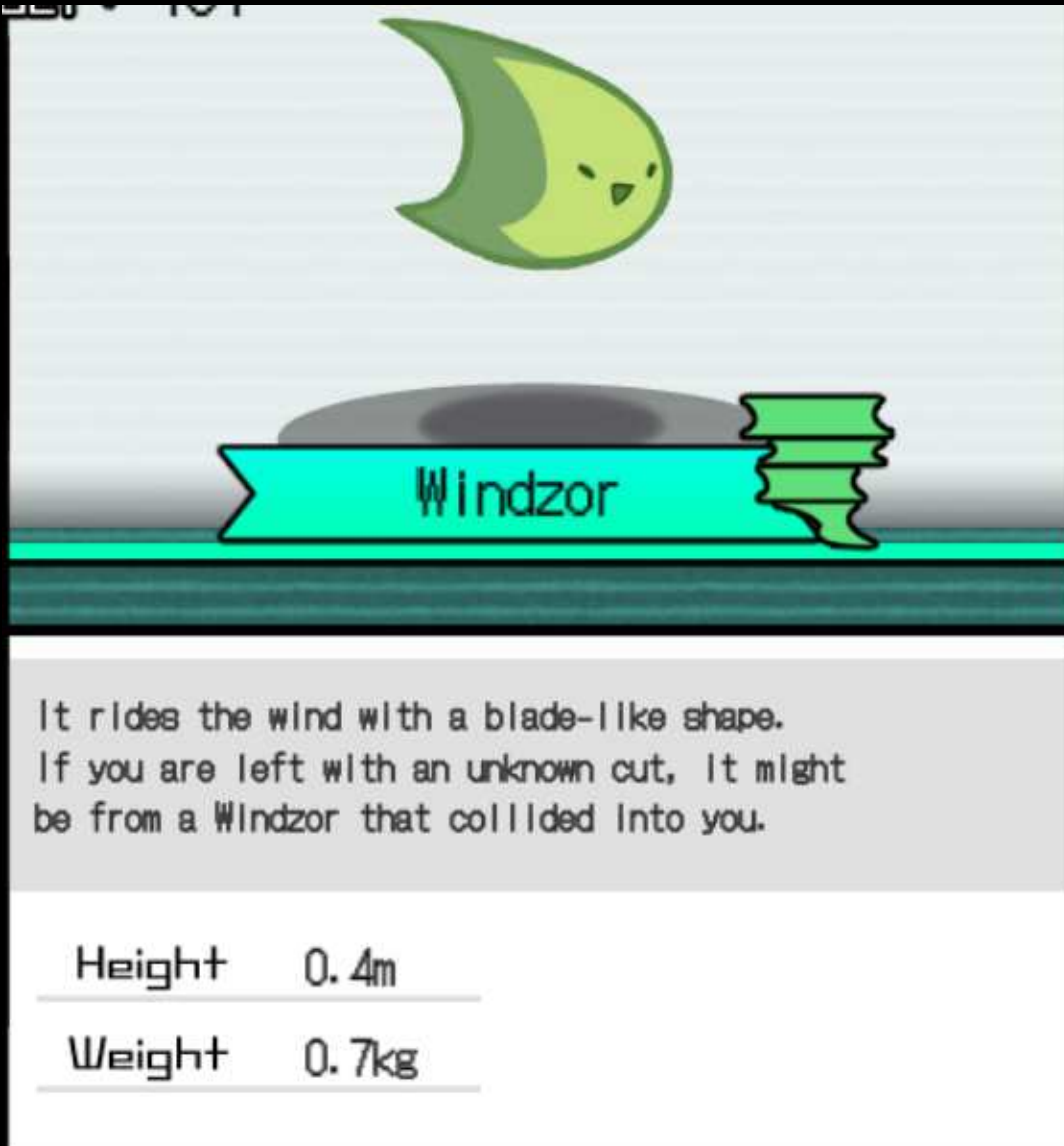 Windzor
It rides the wind with a blade-like shape.
If you are left with an unknown cut, it might
be from a Windzor that collided into you.
Height 0.4m
Weight 0.7kg